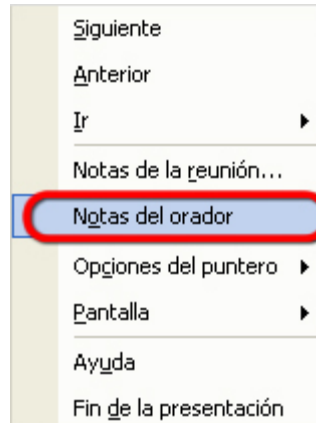 Siguiente
Anterior
Ir
Notas de la reunión...
Notas del orador
Opciones del puntero
Pantalla
Ayuda
Fin de la presentación